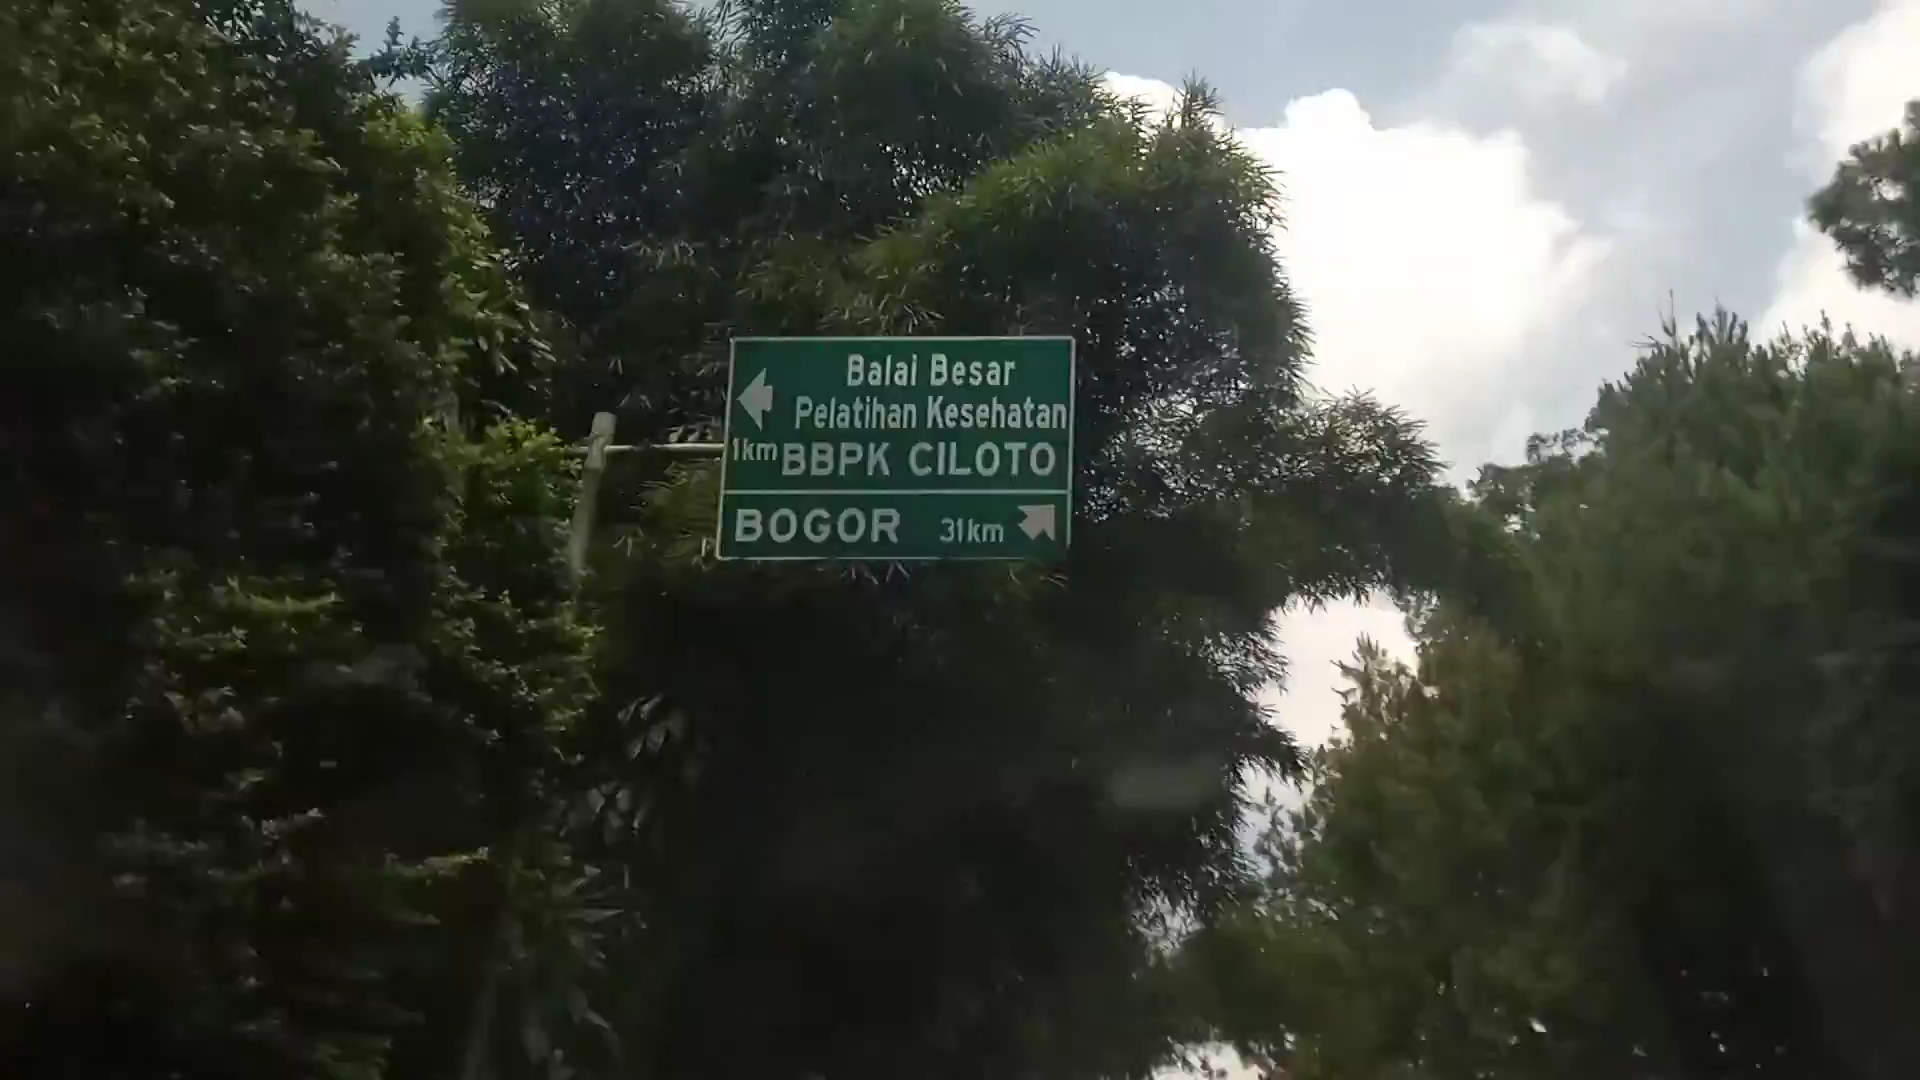 Balai Besar
Pelatihan Kesehatan
1km BBPK CILOTO
BOGOR 31km